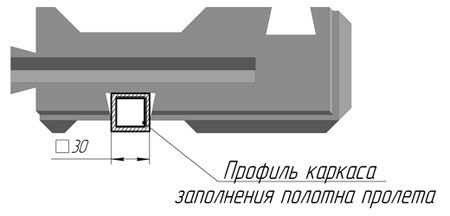 □30
Профиль каркаса
заполнения полотна пролета